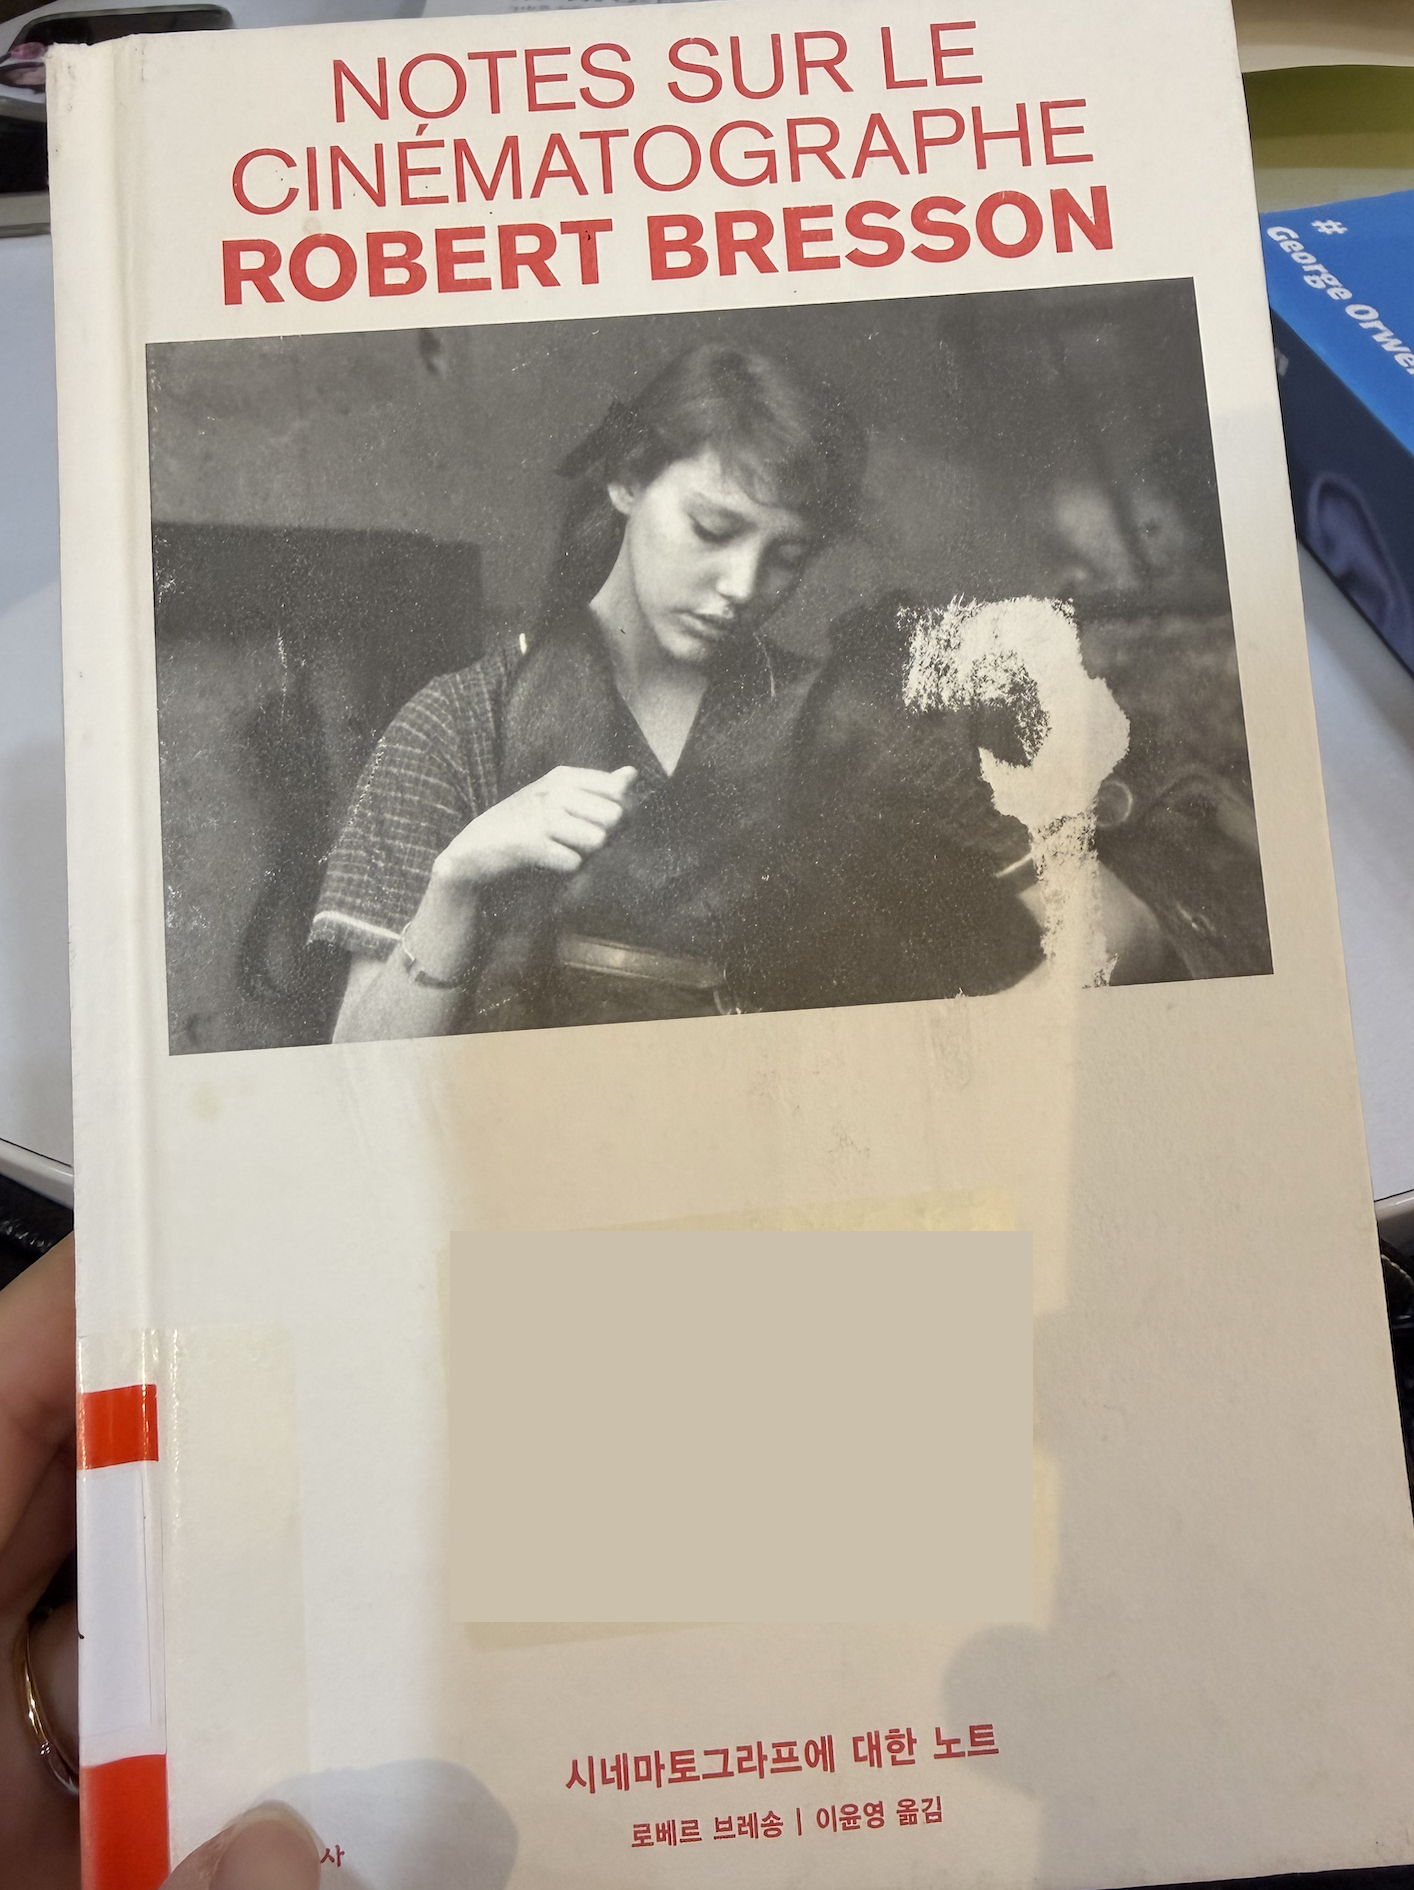 NOTES SUR LE
CINÉMATOGRAPHE
ROBERT BRESSON
#
George
시네마토그라프에 대한 노트
로베르 브레송 | 이윤영 옮김
사